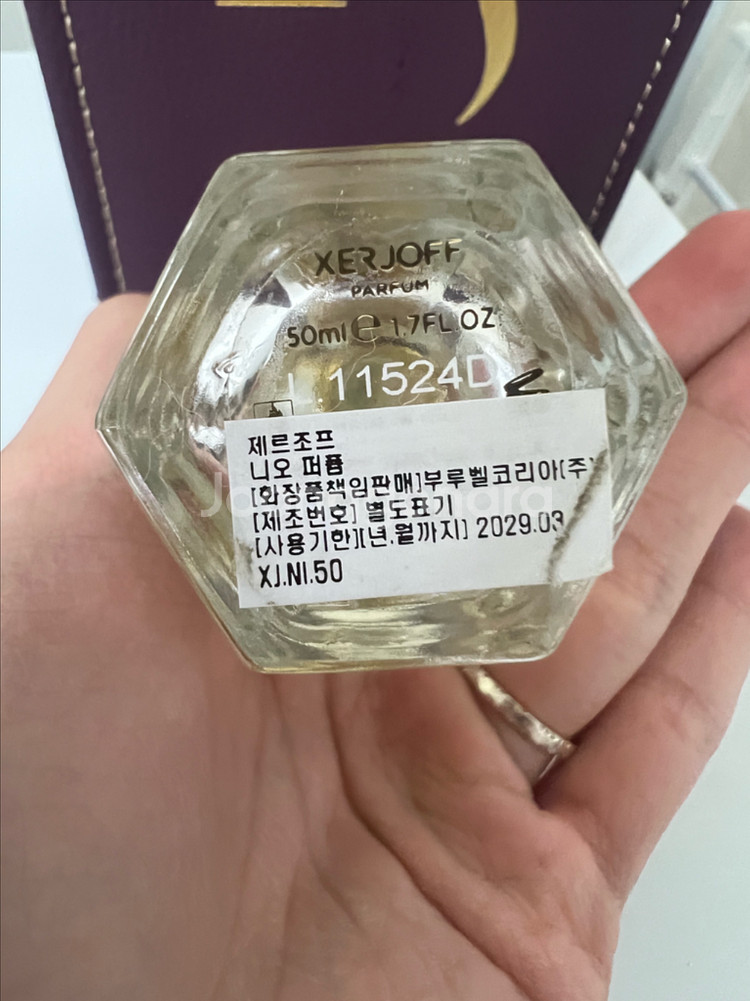 XERJOFF
PARFUM
50ml ℮ 1.7FL.OZ
L.11524D
제르조프
니오 퍼퓸
[화장품책임판매]부루벨코리아(주)
[제조번호] 별도표기
[사용기한][년,월까지] 2029.03
XJ.NI.50